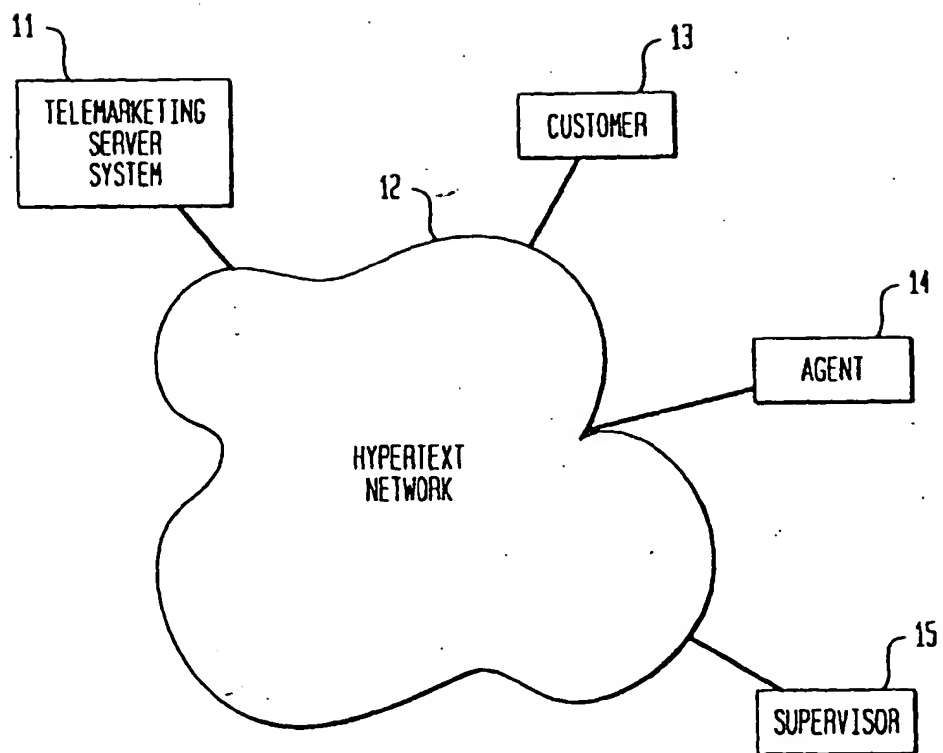 11
TELEMARKETING
SERVER
SYSTEM
13
CUSTOMER
12
14
AGENT
HYPERTEXT
NETWORK
15
SUPERVISOR